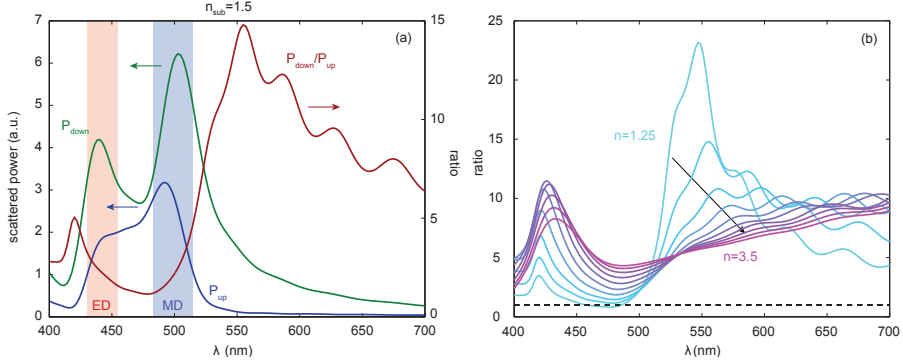 n_sub=1.5
(a)
P_down/P_up
P_down
P_up
ED
MD
scattered power (a.u.)
0
1
2
3
4
5
6
7
ratio
0
5
10
15
400
450
500
550
600
650
700
λ (nm)
(b)
n=1.25
n=3.5
ratio
0
5
10
15
20
25
400
450
500
550
600
650
700
λ(nm)